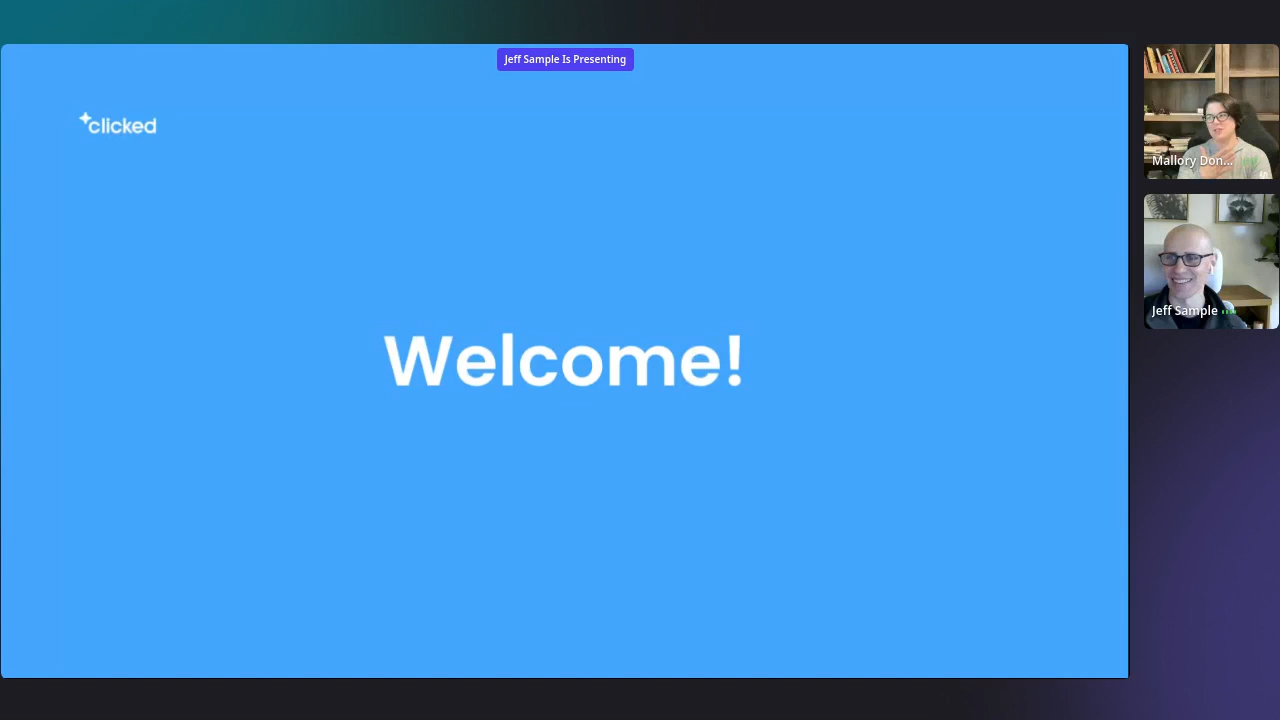 Jeff Sample Is Presenting
clicked
Welcome!
Mallory Don...
Jeff Sample